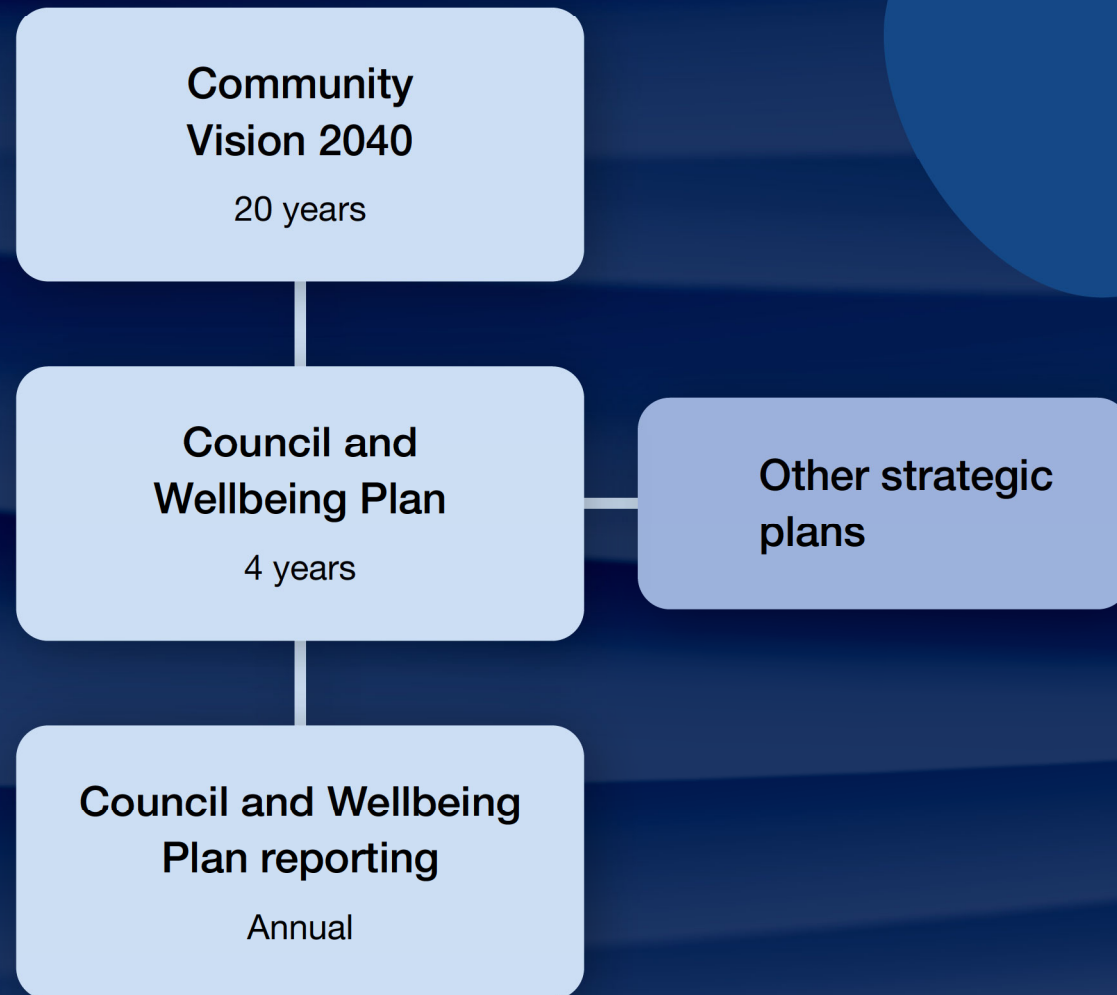 Community
Vision 2040
20 years
Council and
Wellbeing Plan
4 years
Other strategic
plans
Council and Wellbeing
Plan reporting
Annual